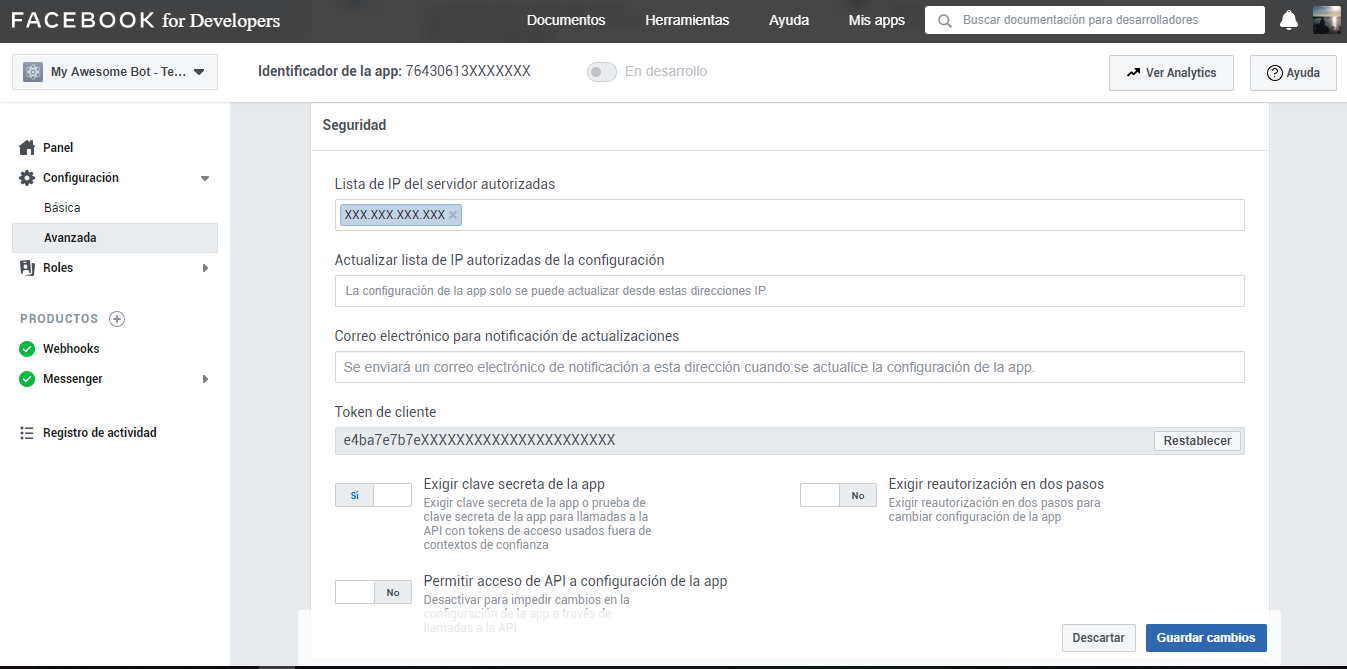 FACEBOOK for Developers
Documentos
Herramientas
Ayuda
Mis apps
Buscar documentación para desarrolladores
My Awesome Bot - Te...
Identificador de la app: 76430613XXXXXXX
En desarrollo
Ver Analytics
Ayuda
Panel
Configuración
Básica
Avanzada
Roles
PRODUCTOS
Webhooks
Messenger
Registro de actividad
Seguridad
Lista de IP del servidor autorizadas
XXX.XXX.XXX.XXX
Actualizar lista de IP autorizadas de la configuración
La configuración de la app solo se puede actualizar desde estas direcciones IP.
Correo electrónico para notificación de actualizaciones
Se enviará un correo electrónico de notificación a esta dirección cuando se actualice la configuración de la app.
Token de cliente
e4ba7e7b7eXXXXXXXXXXXXXXXXXXXXXX
Restablecer
Sí
Exigir clave secreta de la app
Exigir clave secreta de la app o prueba de
clave secreta de la app para llamadas a la
API con tokens de acceso usados fuera de
contextos de confianza
No
Exigir reautorización en dos pasos
Exigir reautorización en dos pasos para
cambiar configuración de la app
No
Permitir acceso de API a configuración de la app
Desactivar para impedir cambios en la
configuración de la app a través de
llamadas a la API
Descartar
Guardar cambios